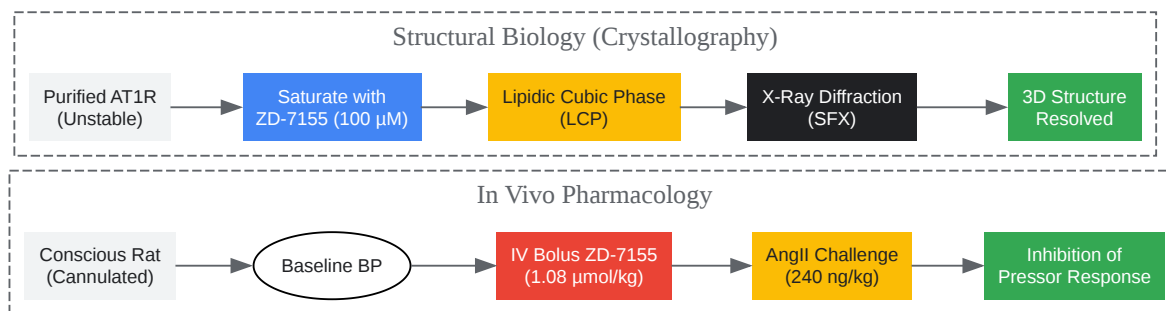 Structural Biology (Crystallography)
Purified AT1R
(Unstable)
Saturate with
ZD-7155 (100 µM)
Lipidic Cubic Phase
(LCP)
X-Ray Diffraction
(SFX)
3D Structure
Resolved
In Vivo Pharmacology
Conscious Rat
(Cannulated)
Baseline BP
IV Bolus ZD-7155
(1.08 µmol/kg)
AngII Challenge
(240 ng/kg)
Inhibition of
Pressor Response